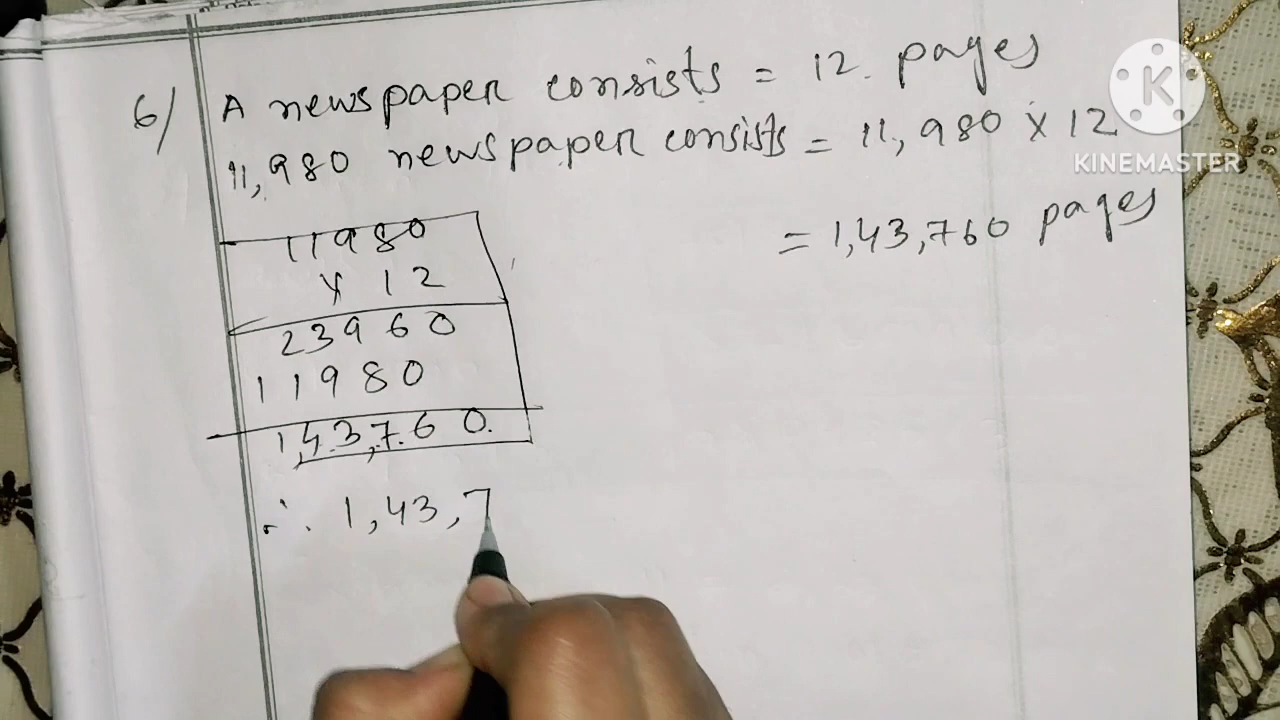 6) A newspaper consists = 12. pages
11,980 newspaper consists = 11,980 x 12
= 1,43,760 pages
11980
x 12
23960
11980
1,43,760.
∴ 1,43,7
K
KINEMASTER